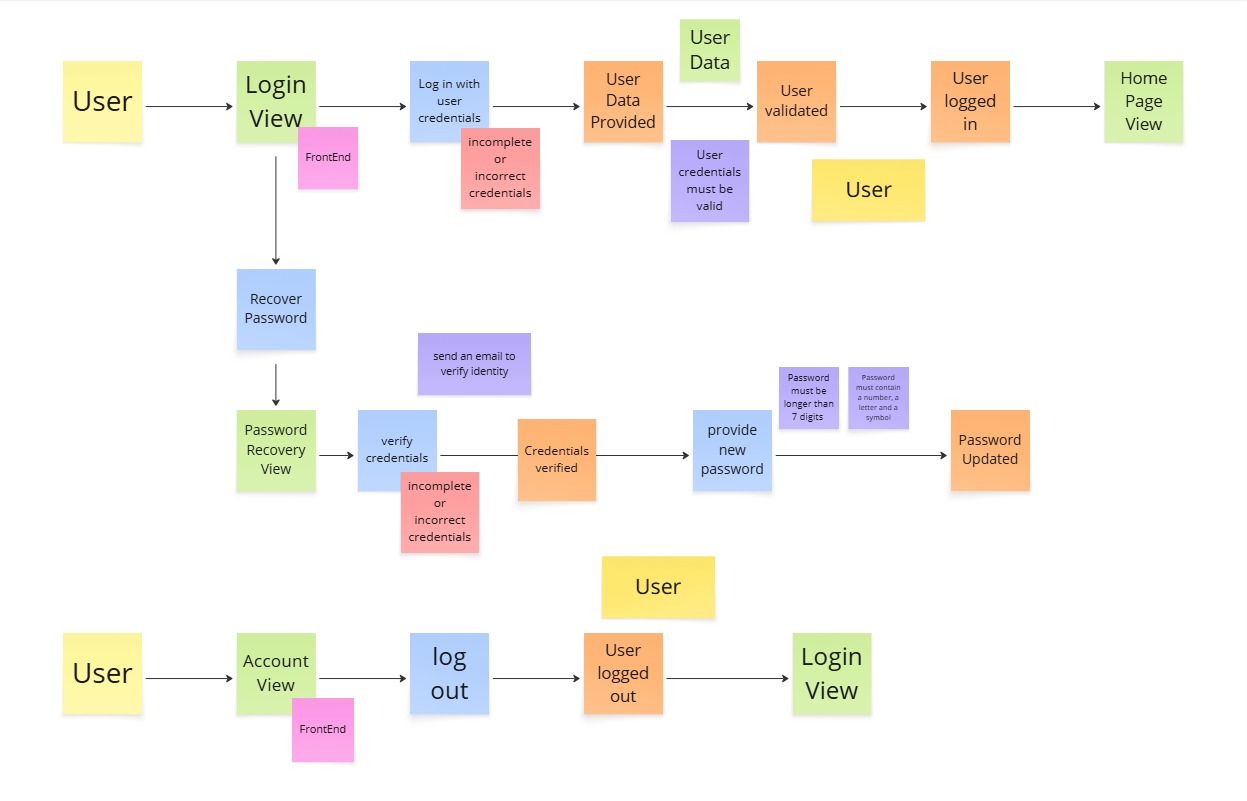 User
Login
View
FrontEnd
Log in with
user
credentials
incomplete
or
incorrect
credentials
User
Data
Provided
User
Data
User
credentials
must be
valid
User
validated
User
User
logged
in
Home
Page
View
Recover
Password
Password
Recovery
View
send an email to
verify identity
verify
credentials
incomplete
or
incorrect
credentials
Credentials
verified
provide
new
password
Password
must be
longer than
7 digits
Password
must contain
a number, a
letter and a
symbol
Password
Updated
User
Account
View
FrontEnd
log
out
User
User
logged
out
Login
View